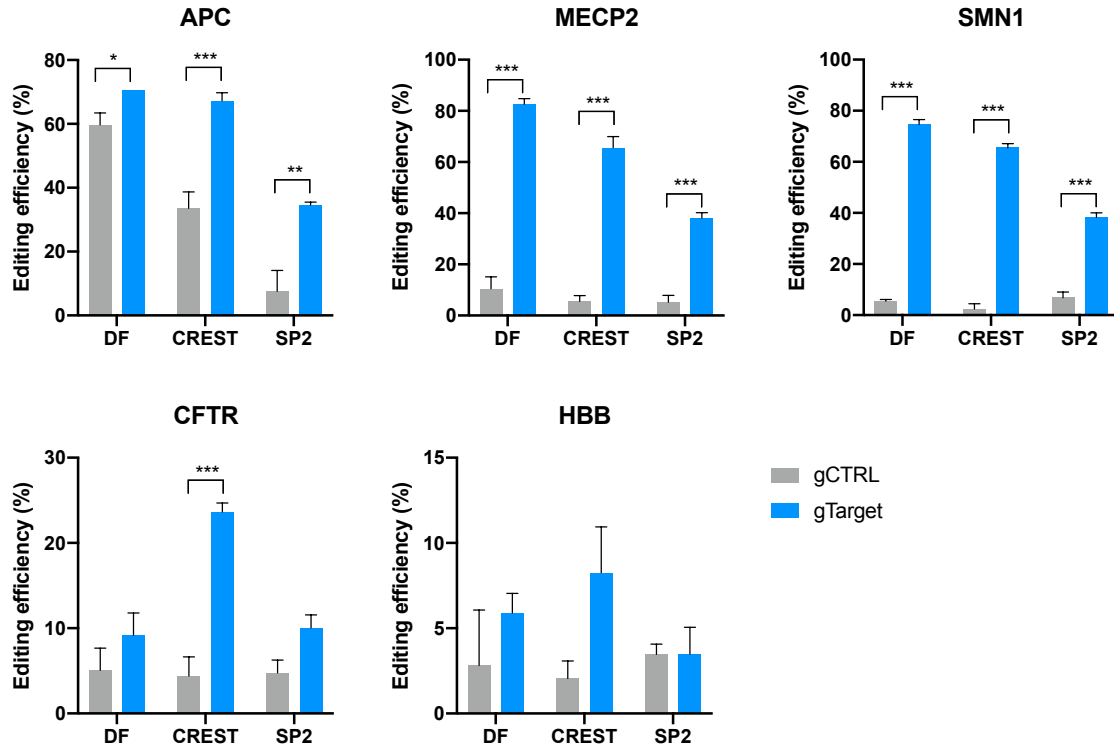 APC
Editing efficiency (%)
80
60
40
20
0
*
***
**
DF CREST SP2
MECP2
Editing efficiency (%)
100
80
60
40
20
0
***
***
***
DF CREST SP2
SMN1
Editing efficiency (%)
100
80
60
40
20
0
***
***
***
DF CREST SP2
CFTR
Editing efficiency (%)
30
20
10
0
***
DF CREST SP2
HBB
Editing efficiency (%)
15
10
5
0
DF CREST SP2
gCTRL
gTarget